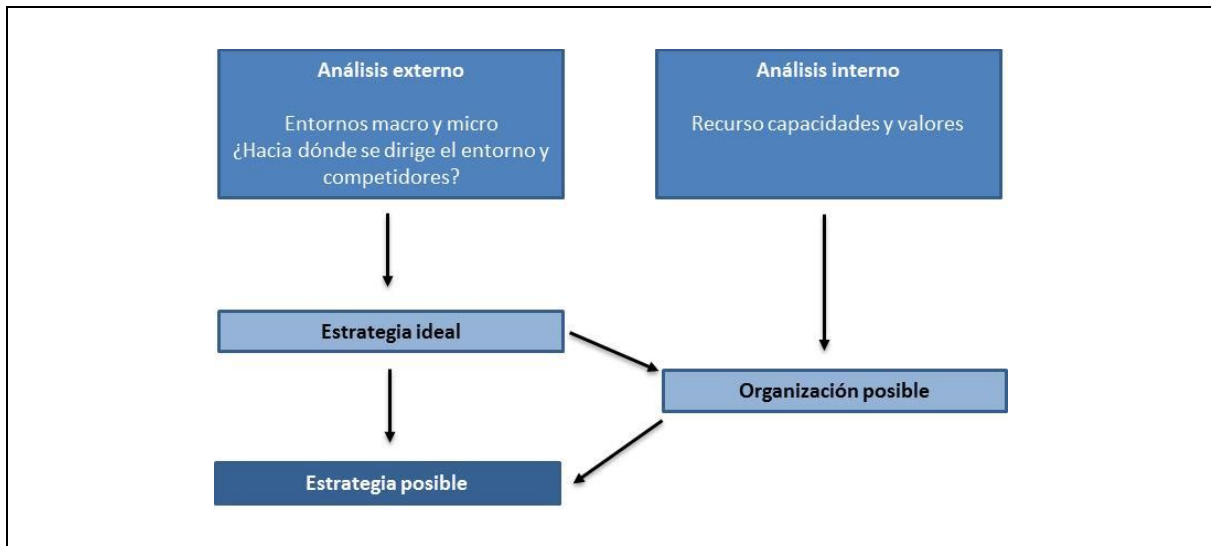 Análisis externo
Entornos macro y micro
¿Hacia dónde se dirige el entorno y
competidores?
Análisis interno
Recurso capacidades y valores
Estrategia ideal
Organización posible
Estrategia posible